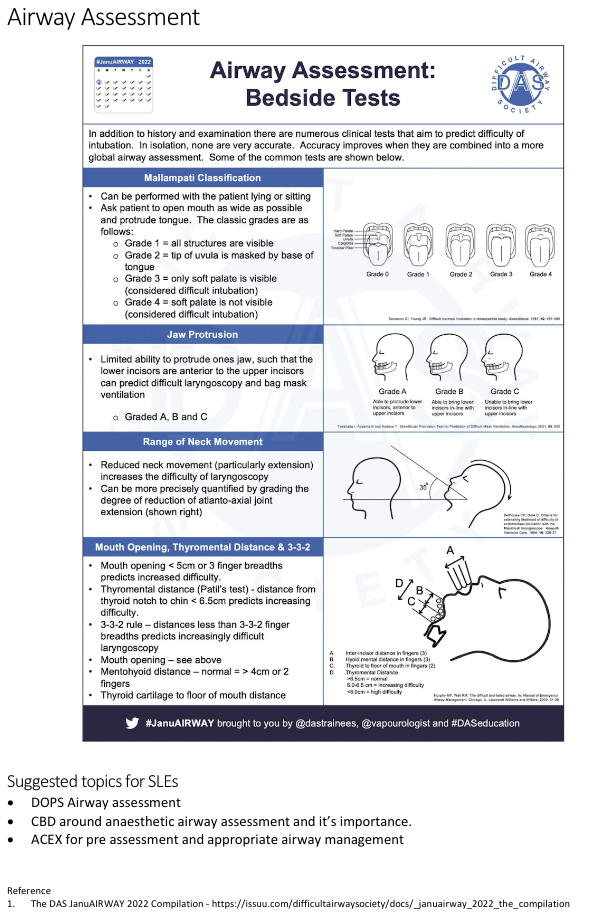 Airway Assessment
#JanuAIRWAY 2022
Airway Assessment:
Bedside Tests
DIFFICULT AIRWAY SOCIETY
DAS
In addition to history and examination there are numerous clinical tests that aim to predict difficulty of
intubation. In isolation, none are very accurate. Accuracy improves when they are combined into a more
global airway assessment. Some of the common tests are shown below.
Mallampati Classification
• Can be performed with the patient lying or sitting
• Ask patient to open mouth as wide as possible
and protrude tongue. The classic grades are as
follows:
o Grade 1 = all structures are visible
o Grade 2 = tip of uvula is masked by base of
tongue
o Grade 3 = only soft palate is visible
(considered difficult intubation)
o Grade 4 = soft palate is not visible
(considered difficult intubation)
Hard Palate
Soft Palate
Uvula
Epiglottis
Tonsillar Pillar
Grade 0 Grade 1 Grade 2 Grade 3 Grade 4
Jaw Protrusion
• Limited ability to protrude ones jaw, such that the
lower incisors are anterior to the upper incisors
can predict difficult laryngoscopy and bag mask
ventilation
o Graded A, B and C
Grade A Grade B Grade C
Able to protrude lower
incisors, anterior to
upper incisors
Able to bring lower
incisors in-line with
upper incisors
Unable to bring lower
incisors in-line with
upper incisors
Range of Neck Movement
• Reduced neck movement (particularly extension)
increases the difficulty of laryngoscopy
• Can be more precisely quantified by grading the
degree of reduction of atlanto-axial joint
extension (shown right)
35°
Mouth Opening, Thyromental Distance & 3-3-2
• Mouth opening < 5cm or 3 finger breadths
predicts increased difficulty.
• Thyromental distance (Patil's test) - distance from
thyroid notch to chin < 6.5cm predicts increasing
difficulty.
• 3-3-2 rule – distances less than 3-3-2 finger
breadths predicts increasingly difficult
laryngoscopy
• Mouth opening – see above
• Mentohyoid distance – normal = > 4cm or 2
fingers
• Thyroid cartilage to floor of mouth distance
A
D
B
C
A. Inter-incisor distance in fingers (3)
B. Hyoid mental distance in fingers (3)
C. Thyroid to floor of mouth in fingers (2)
D. Thyromental Distance
>6.5cm = normal
6.0-6.5 cm = increasing difficulty
<6.0cm = high difficulty
#JanuAIRWAY brought to you by @dastrainees, @vapourologist and #DASeducation
Suggested topics for SLEs
• DOPS Airway assessment
• CBD around anaesthetic airway assessment and it's importance.
• ACEX for pre assessment and appropriate airway management
Reference
1. The DAS JanuAIRWAY 2022 Compilation - https://issuu.com/difficultairwaysociety/docs/_januairway_2022_the_compilation